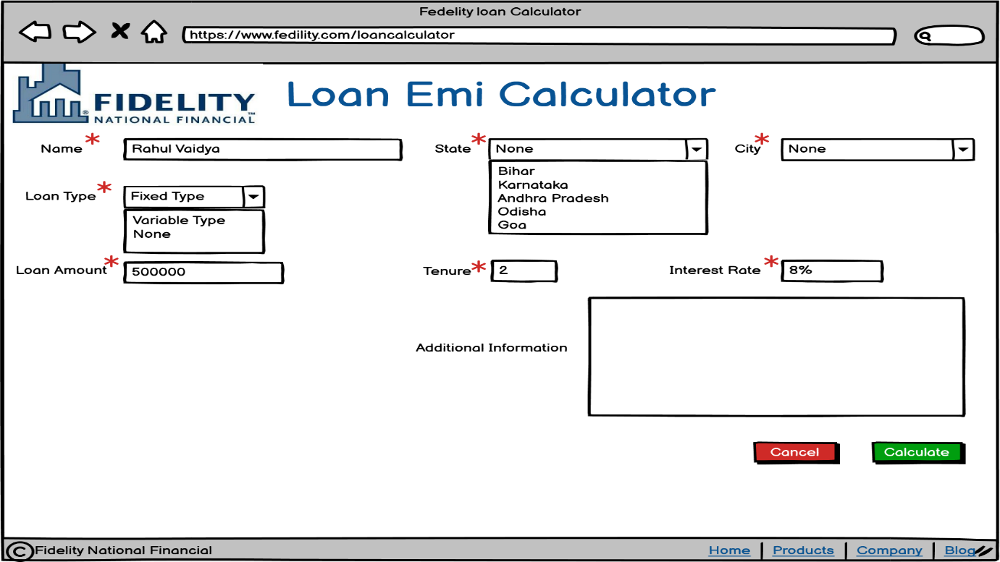 Fedelity loan Calculator
https://www.fedility.com/loancalculator
FIDELITY
NATIONAL FINANCIAL™
®
Loan Emi Calculator
Name *
Rahul Vaidya
State *
None
City *
None
Bihar
Karnataka
Andhra Pradesh
Odisha
Goa
Loan Type *
Fixed Type
Variable Type
None
Loan Amount *
500000
Tenure *
2
Interest Rate *
8%
Additional Information
Cancel
Calculate
© Fidelity National Financial
Home | Products | Company | Blog